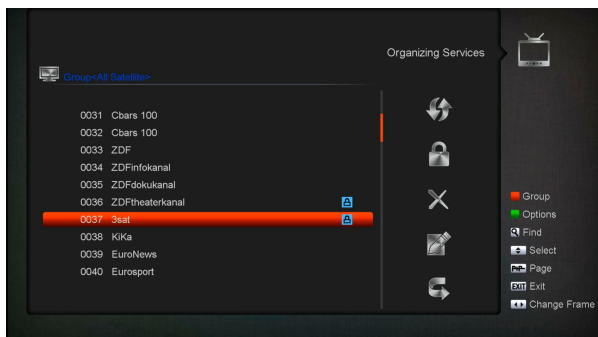 Organizing Services
Group<All Satellite>
0031 Cbars 100
0032 Cbars 100
0033 ZDF
0034 ZDFinfokanal
0035 ZDFdokukanal
0036 ZDFtheaterkanal
0037 3sat
0038 KiKa
0039 EuroNews
0040 Eurosport
Group
Options
Find
Select
Page
EXIT Exit
Change Frame